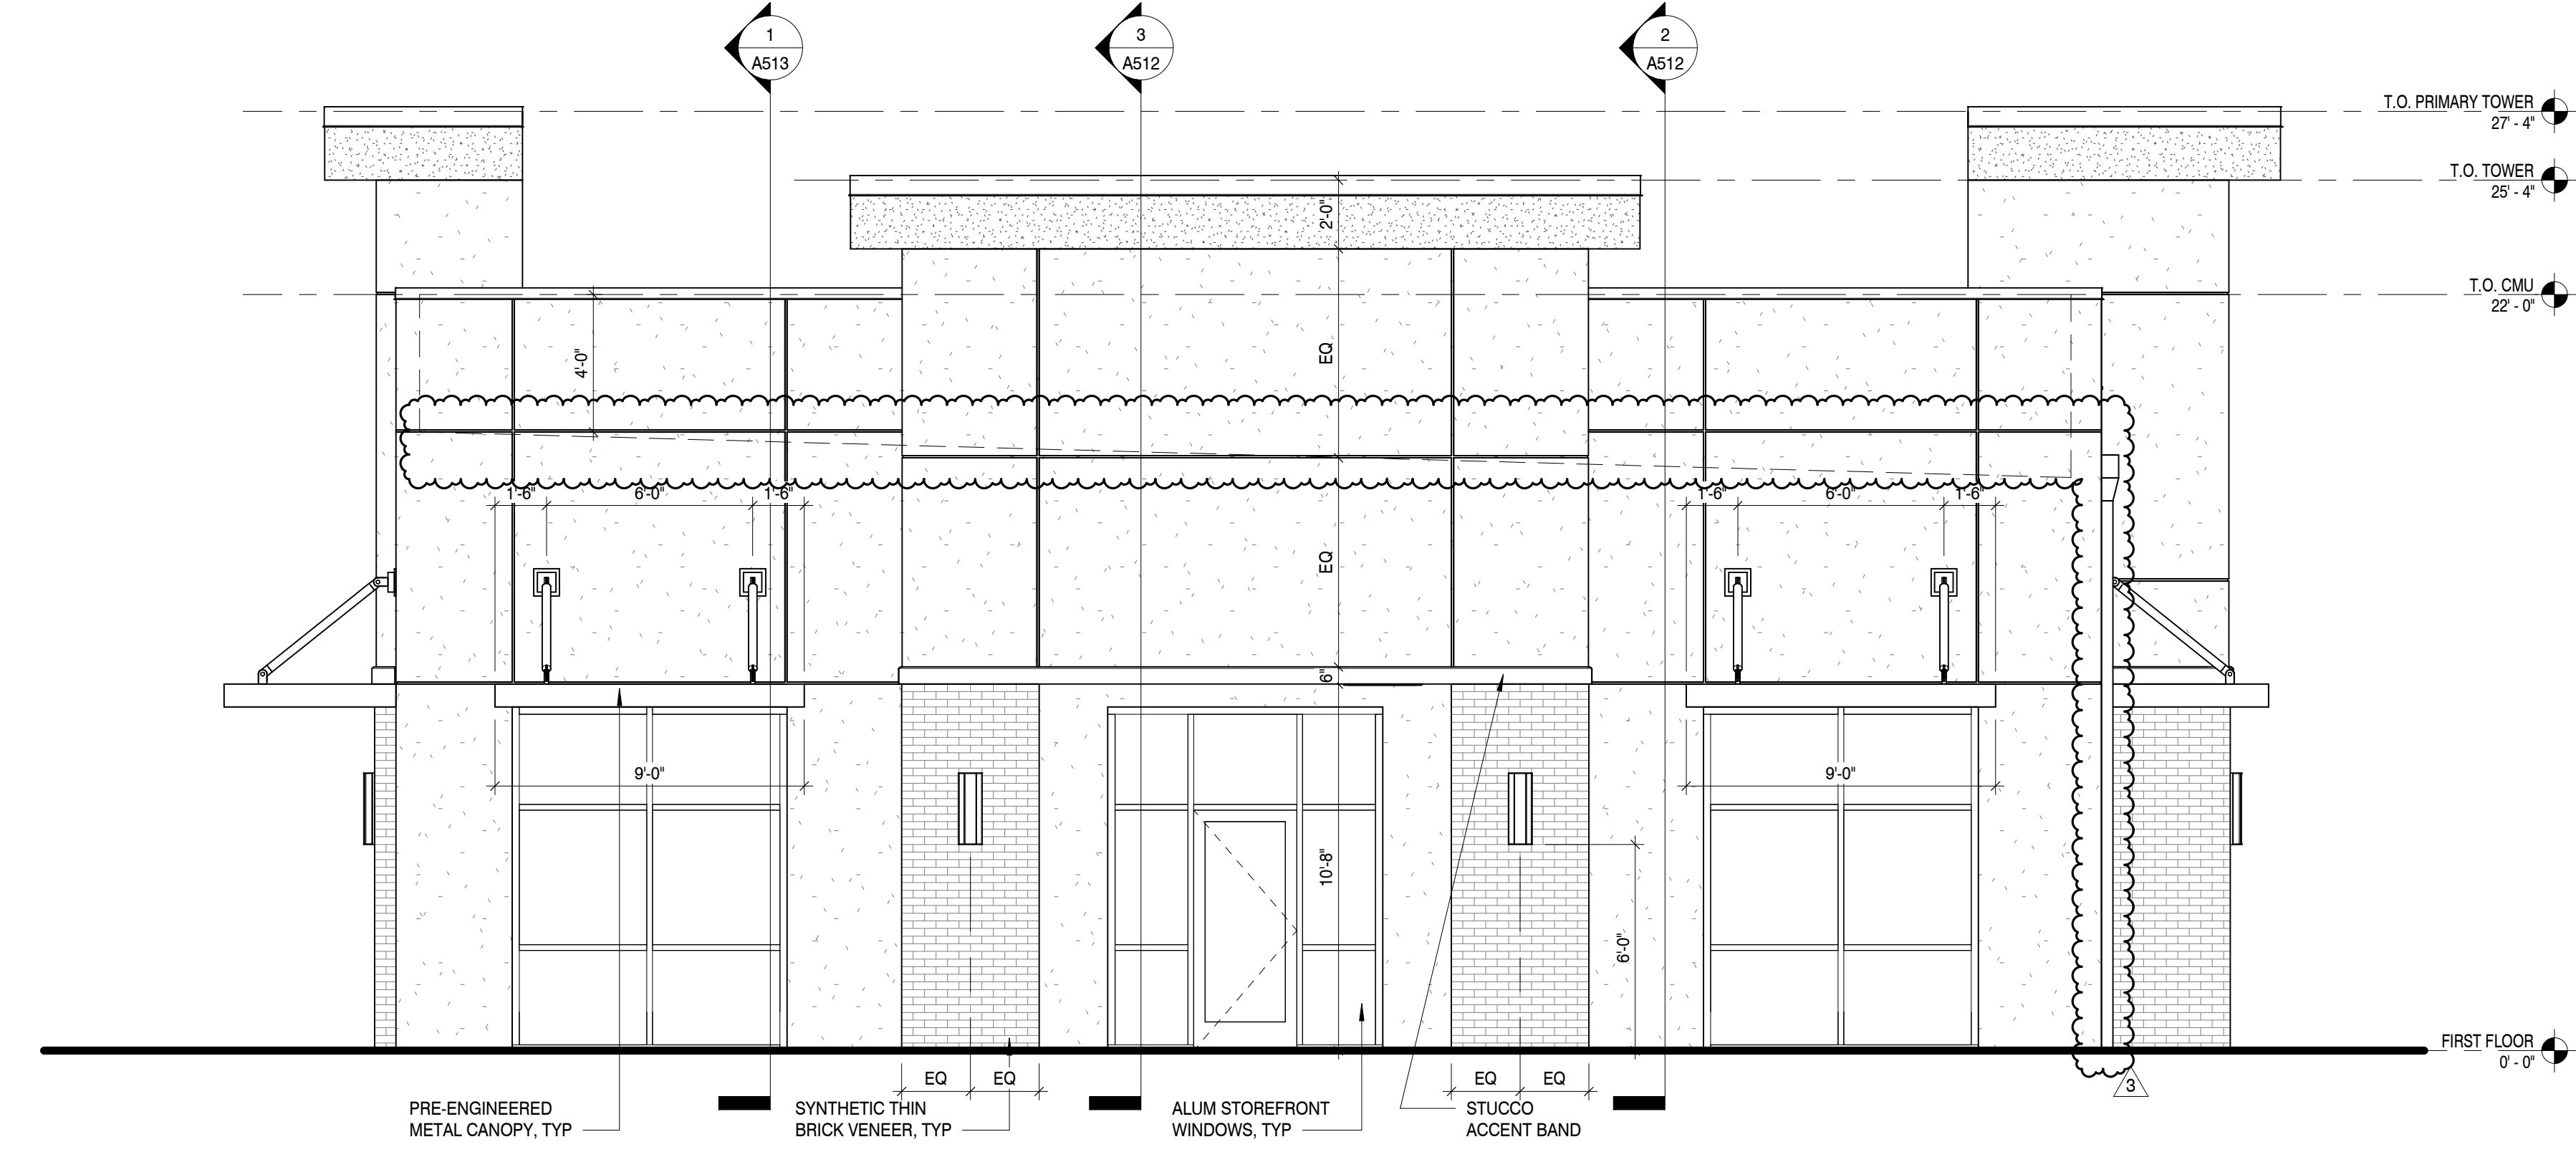 1
A513
3
A512
2
A512
T.O. PRIMARY TOWER
27' - 4"
T.O. TOWER
25' - 4"
T.O. CMU
22' - 0"
2'-0"
4'-0"
EQ
1'-6"
6'-0"
1'-6"
1'-6"
6'-0"
1'-6"
EQ
6"
9'-0"
9'-0"
10'-8"
6'-0"
FIRST FLOOR
0' - 0"
EQ
EQ
EQ
EQ
3
PRE-ENGINEERED
METAL CANOPY, TYP
SYNTHETIC THIN
BRICK VENEER, TYP
ALUM STOREFRONT
WINDOWS, TYP
STUCCO
ACCENT BAND